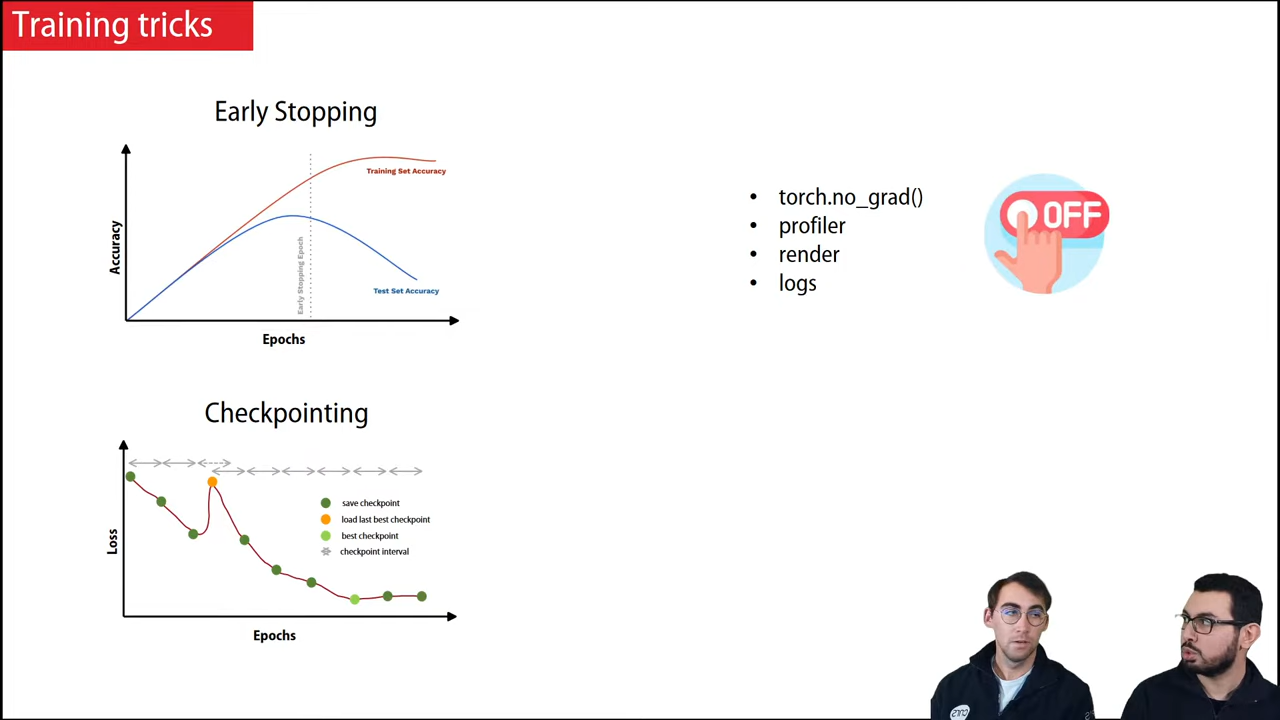 Training tricks
Early Stopping
Training Set Accuracy
Accuracy
Early Stopping Epoch
Test Set Accuracy
Epochs
• torch.no_grad()
• profiler
• render
• logs
OFF
Checkpointing
save checkpoint
load last best checkpoint
best checkpoint
checkpoint interval
Loss
Epochs